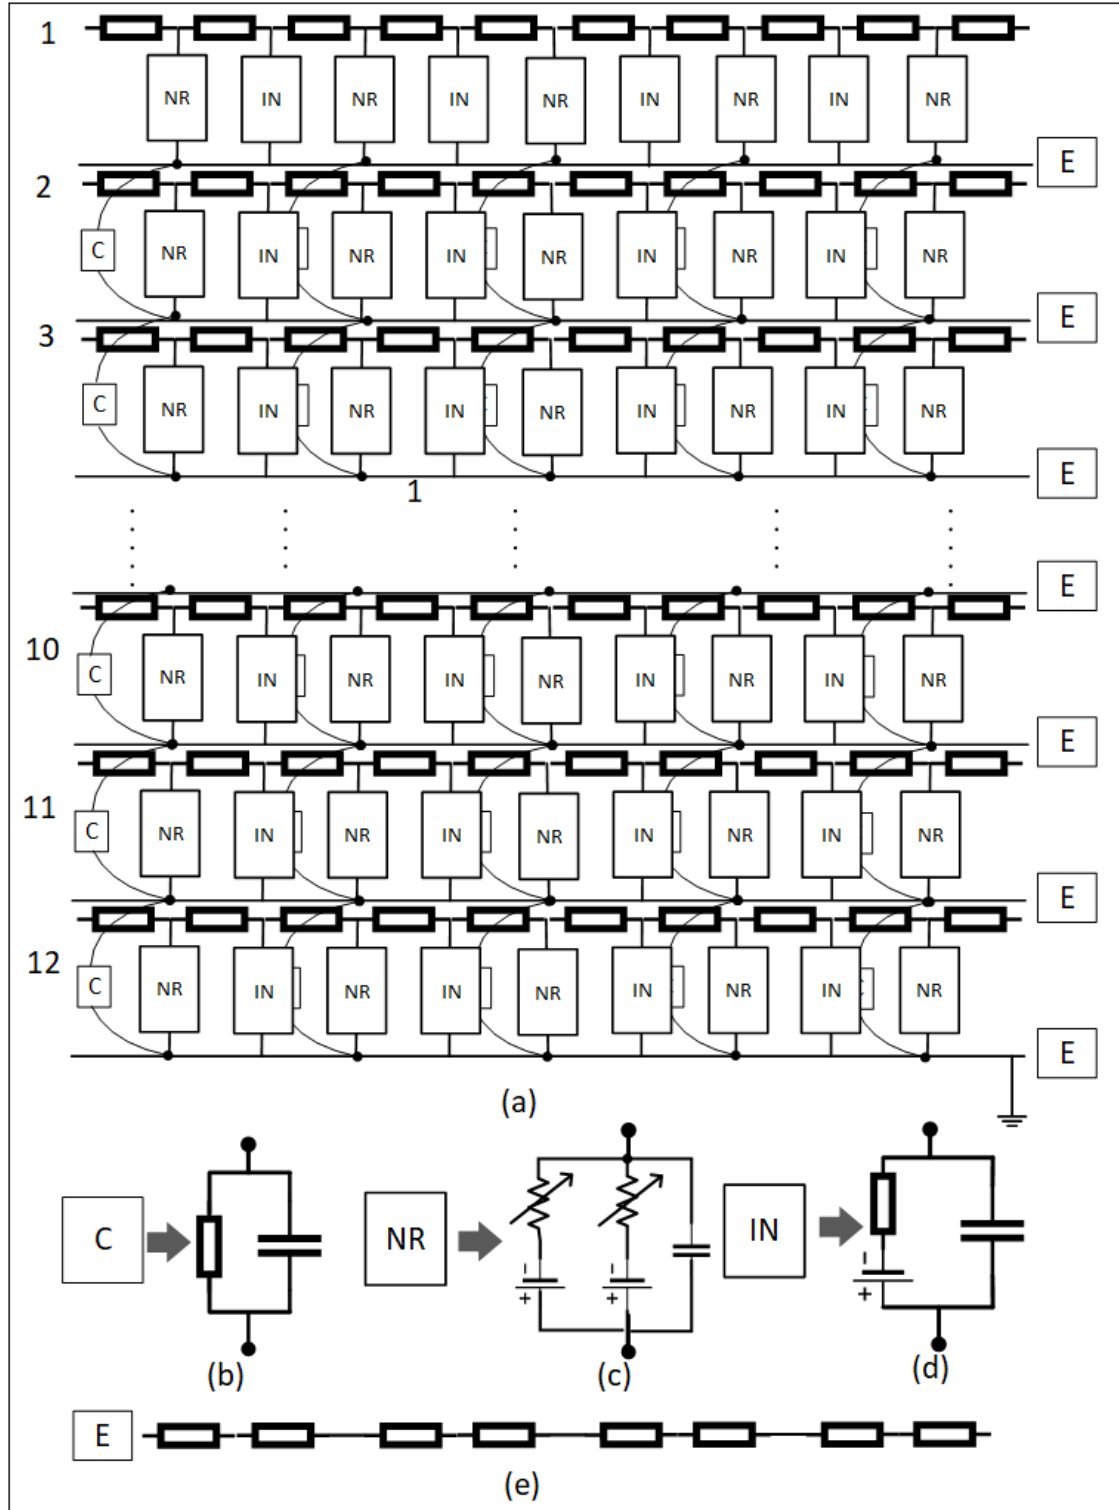 1
NR IN NR IN NR IN NR IN NR
E
2
C NR IN NR IN NR IN NR IN NR
E
3
C NR IN NR IN NR IN NR IN NR
E
1
E
10
C NR IN NR IN NR IN NR IN NR
E
11
C NR IN NR IN NR IN NR IN NR
E
12
C NR IN NR IN NR IN NR IN NR
E
(a)
C NR IN
- + - + - +
(b) (c) (d)
E
(e)